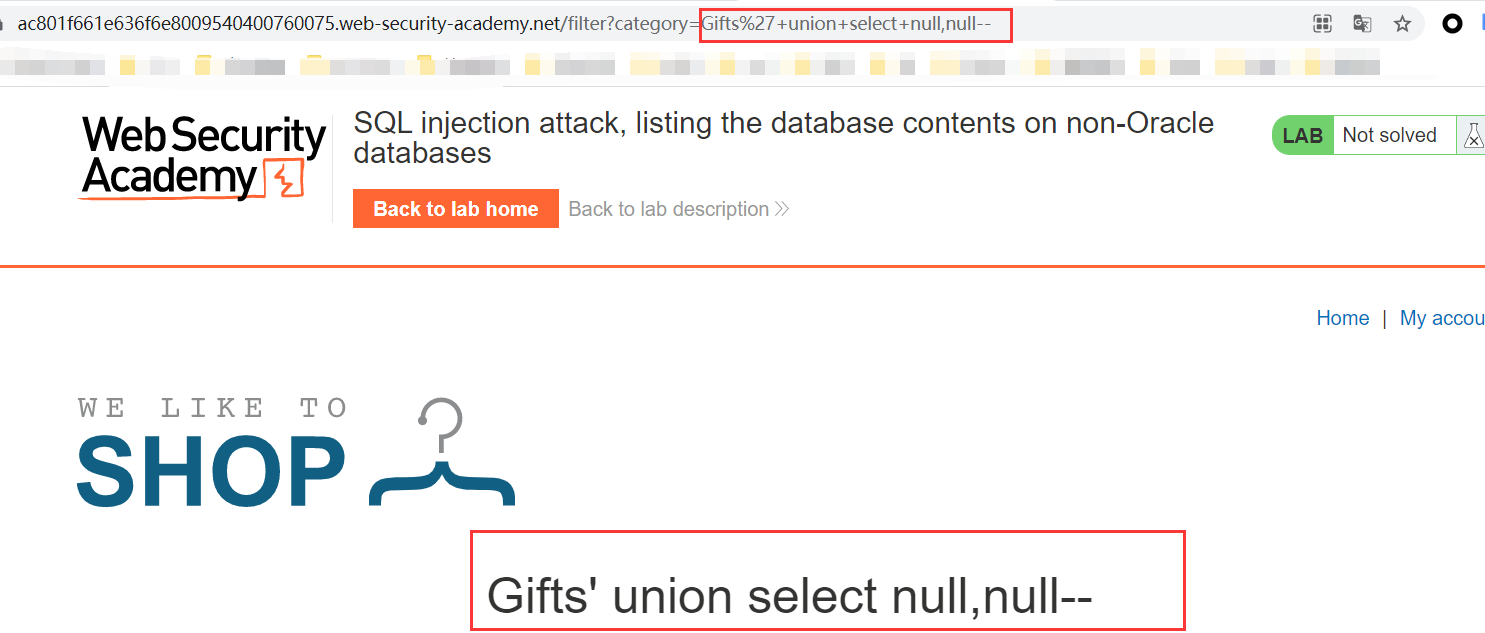 ac801f661e636f6e8009540400760075.web-security-academy.net/filter?category=Gifts%27+union+select+null,null--
Web Security
Academy
SQL injection attack, listing the database contents on non-Oracle
databases
LAB Not solved
Back to lab home Back to lab description >>
Home | My accou
WE LIKE TO
SHOP
Gifts' union select null,null--